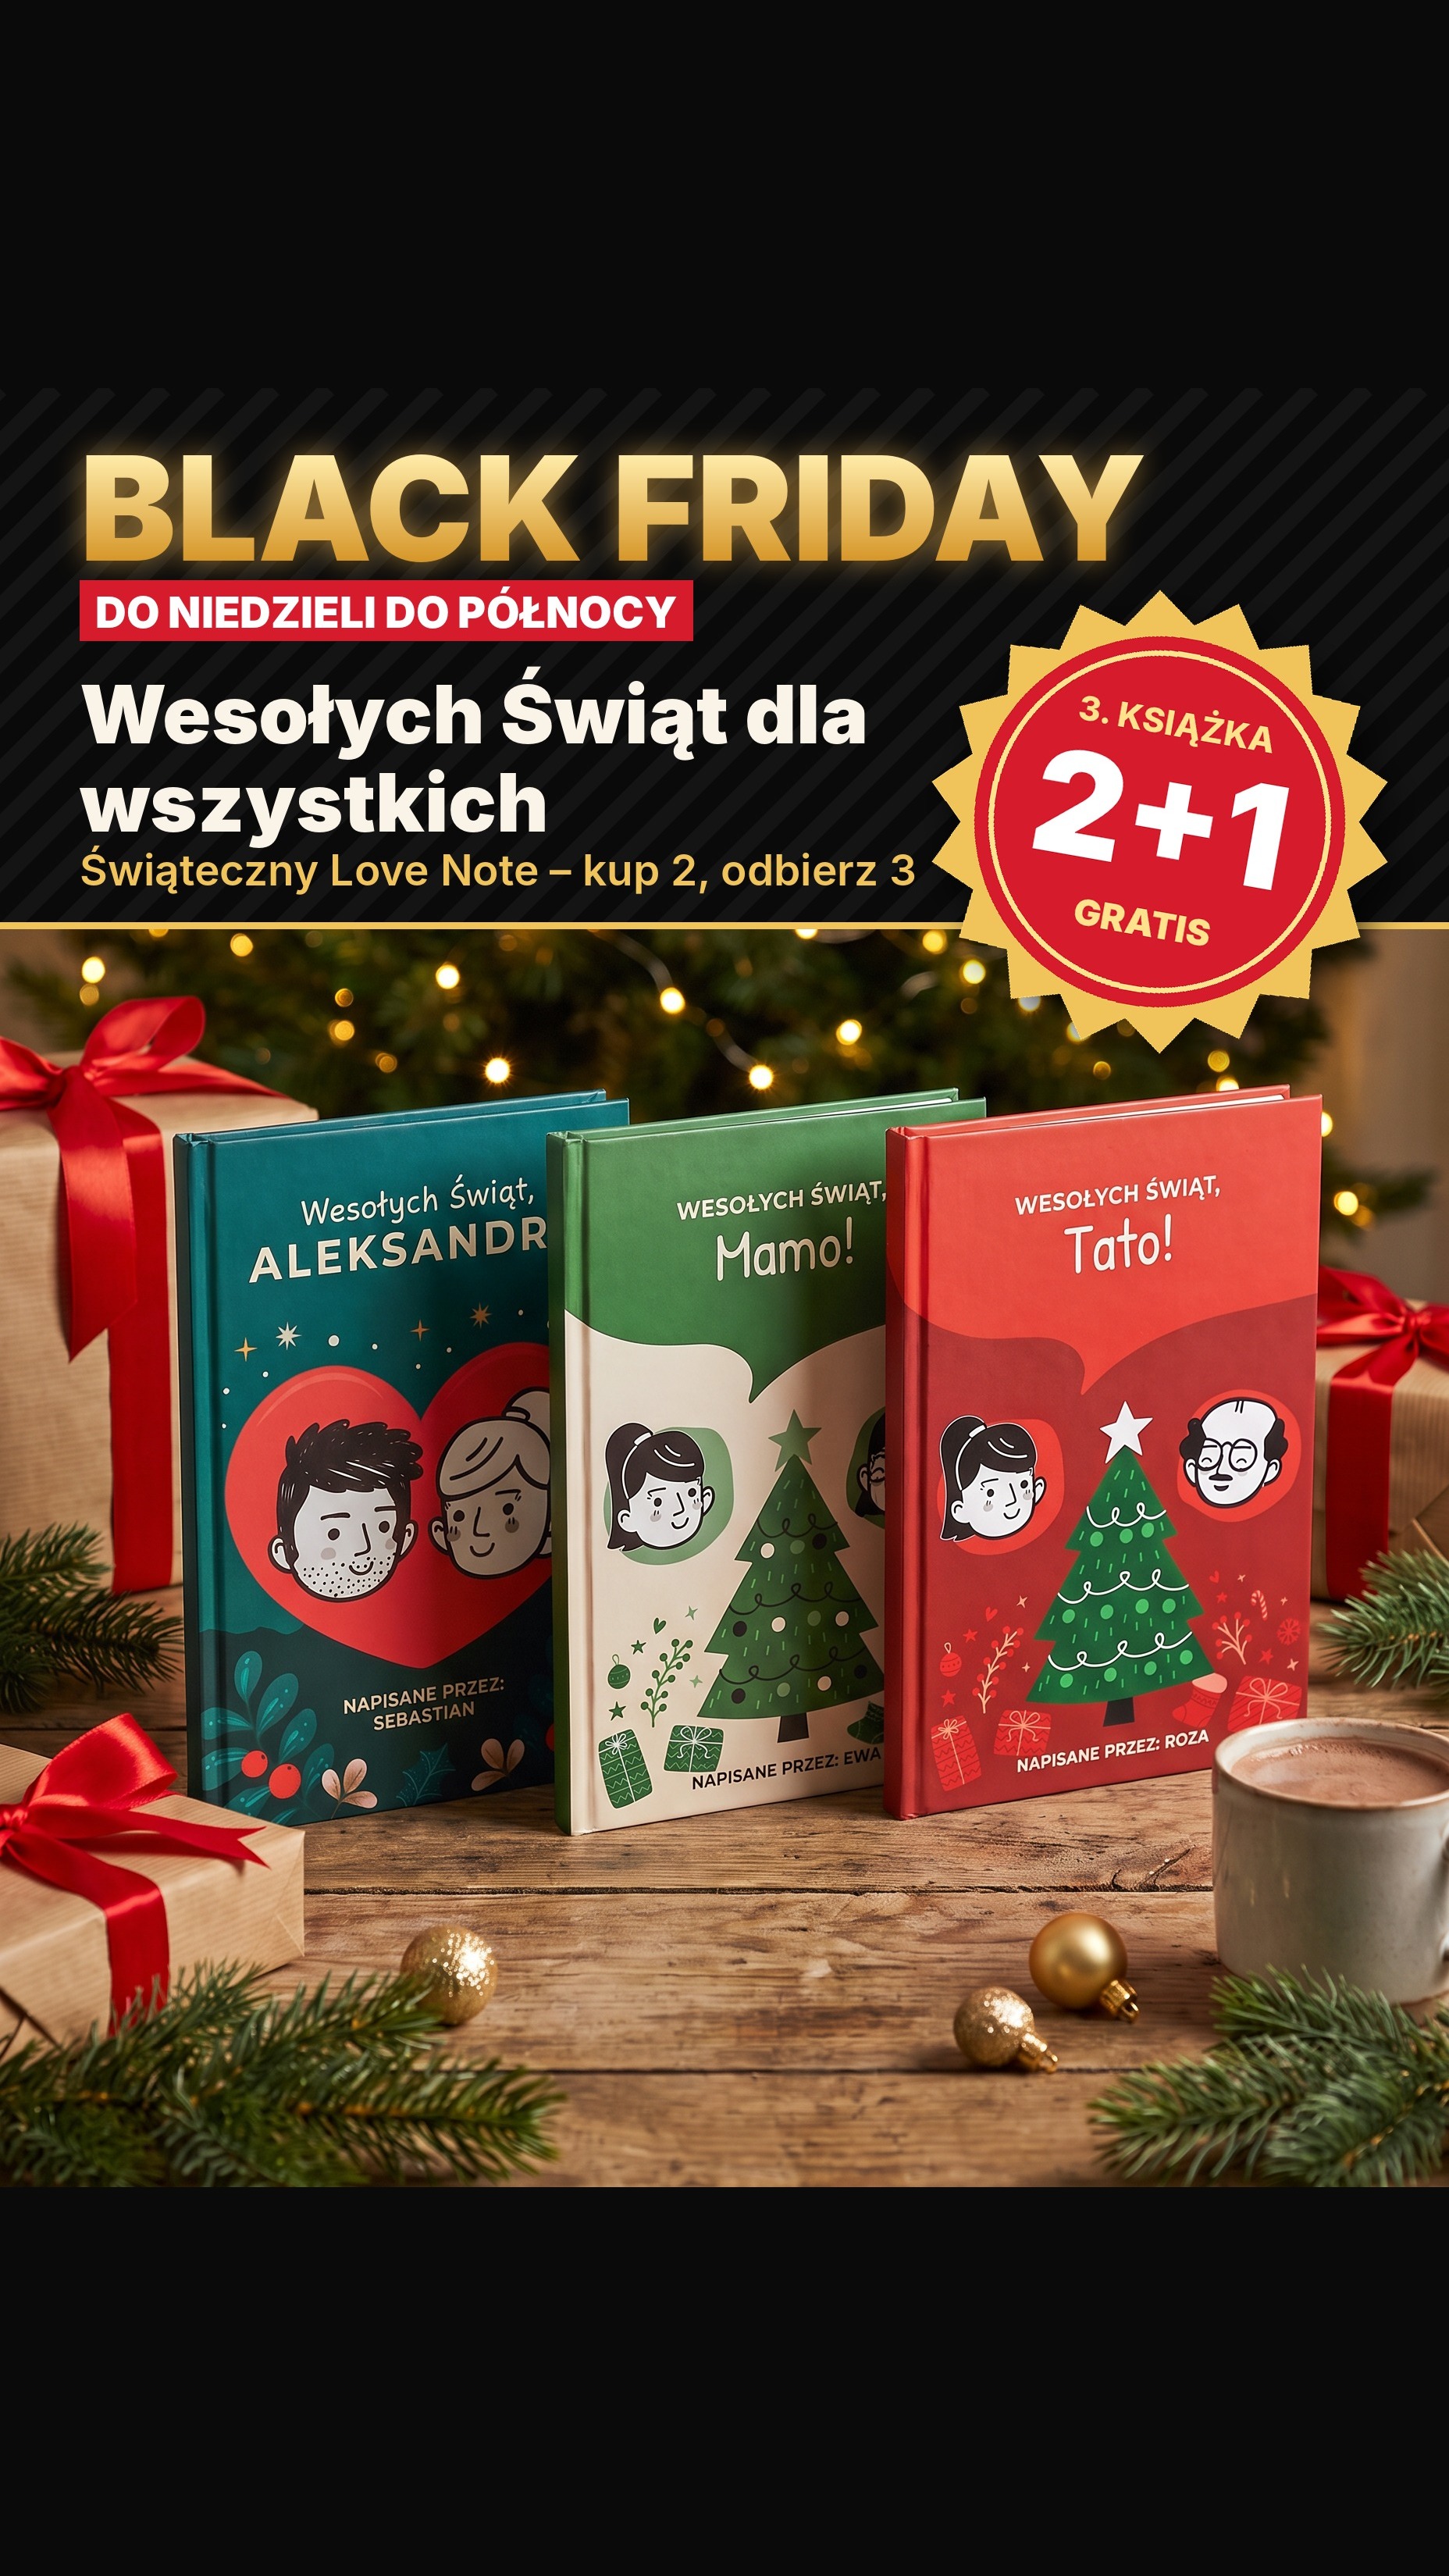 BLACK FRIDAY
DO NIEDZIELI DO PÓŁNOCY
Wesołych Świąt dla
wszystkich
Świąteczny Love Note – kup 2, odbierz 3
3. KSIĄŻKA
2+1
GRATIS
Wesołych Świąt,
ALEKSANDR
NAPISANE PRZEZ:
SEBASTIAN
WESOŁYCH ŚWIĄT,
Mamo!
NAPISANE PRZEZ: EWA
WESOŁYCH ŚWIĄT,
Tato!
NAPISANE PRZEZ: ROZA